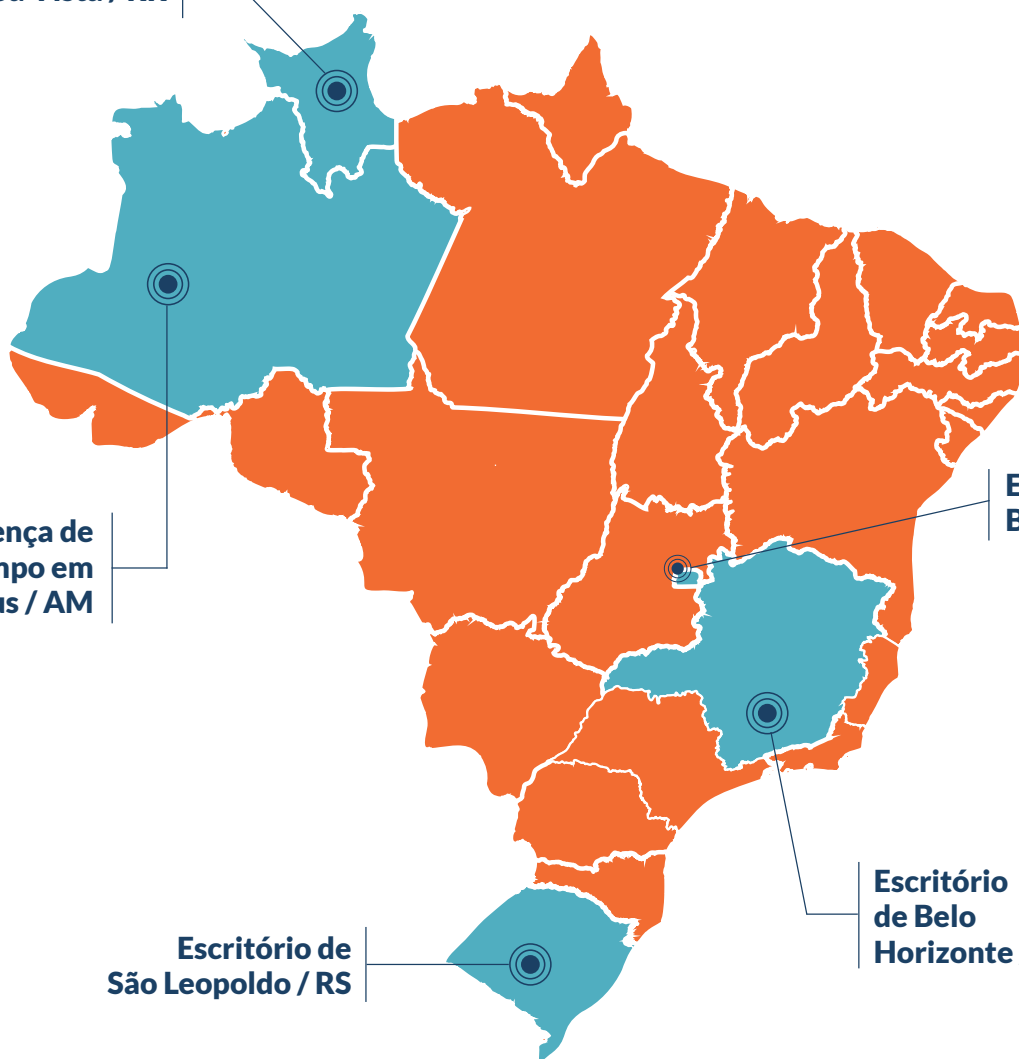 ença de
npo em
us / AM
E
B
Escritório
de Belo
Horizonte
Escritório de
São Leopoldo / RS